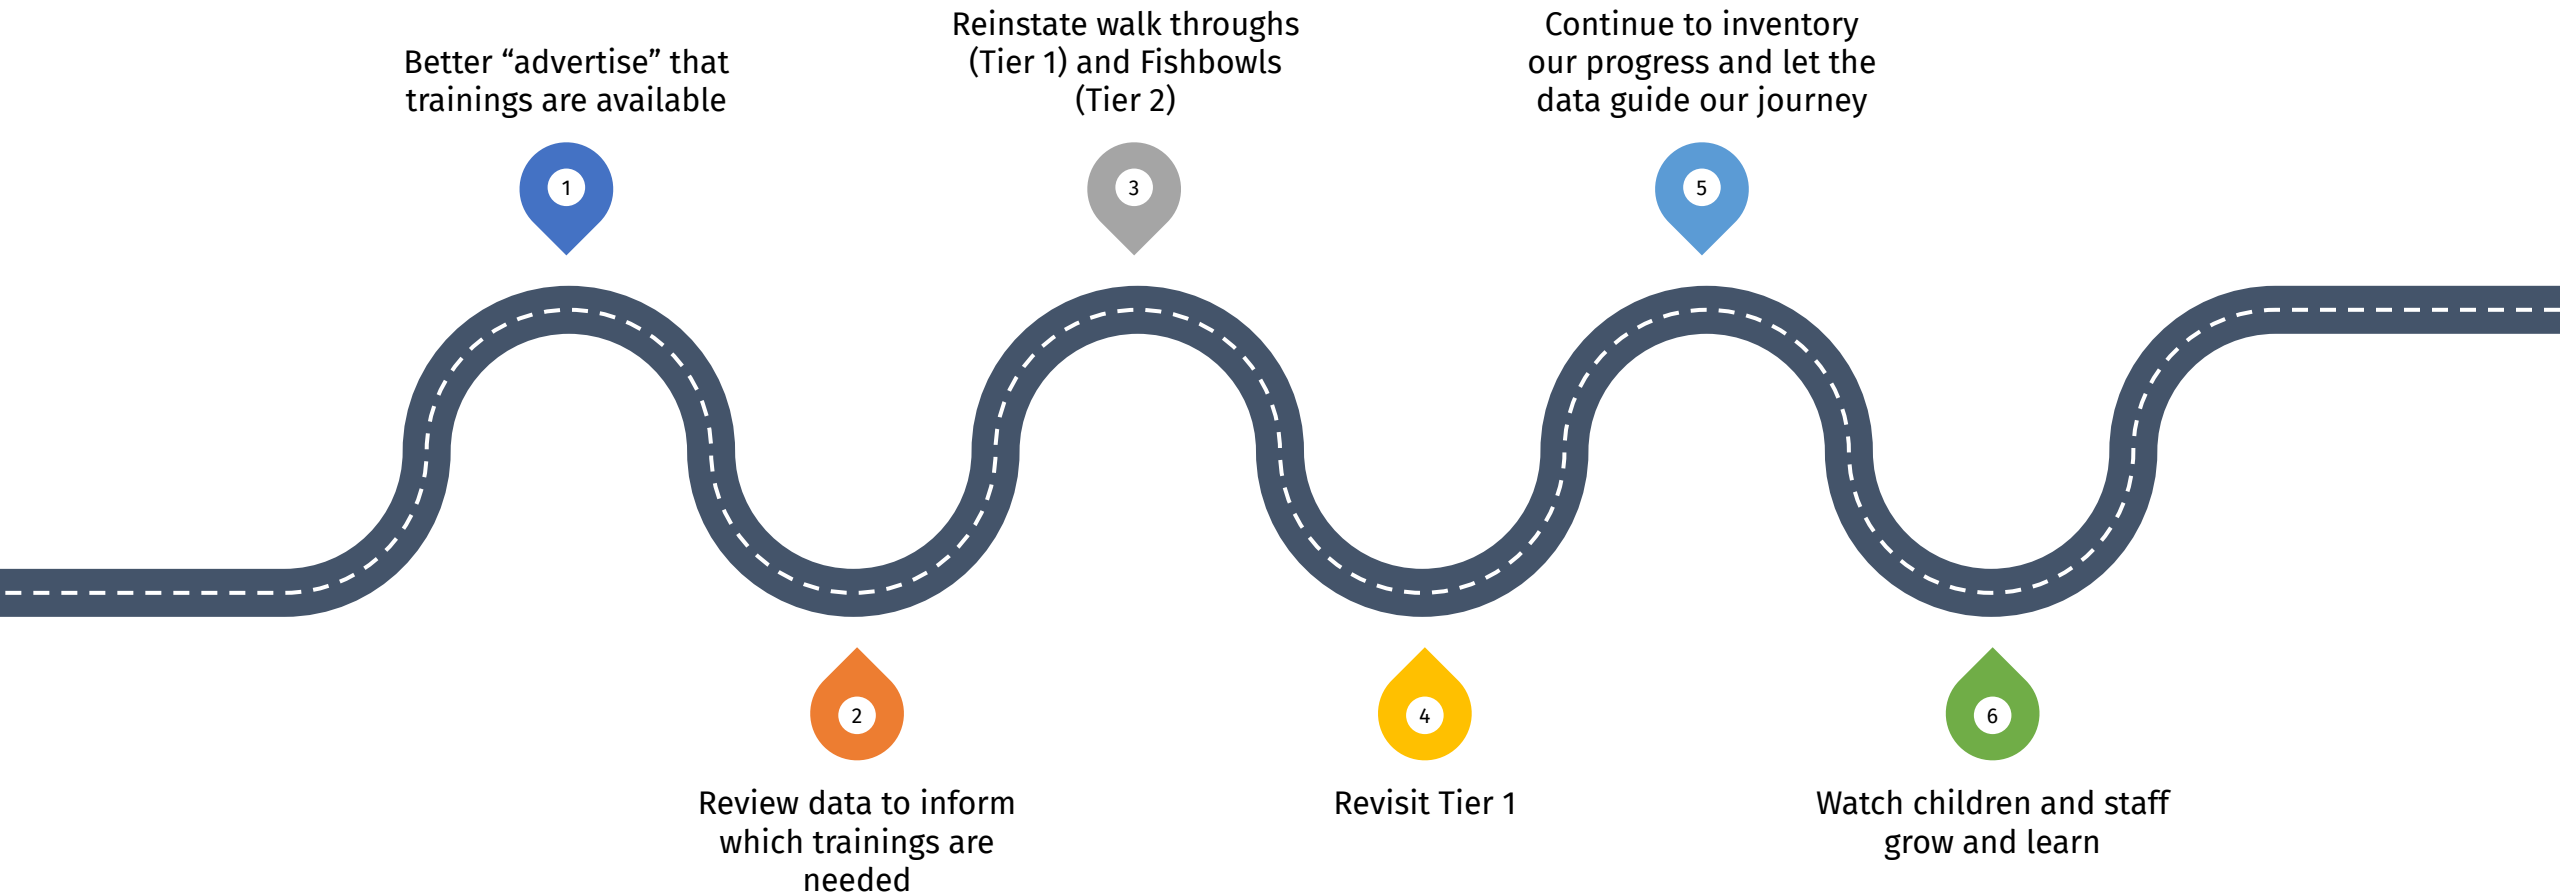 Better “advertise” that
trainings are available
1
Review data to inform
which trainings are
needed
2
Reinstate walk throughs
(Tier 1) and Fishbowls
(Tier 2)
3
Revisit Tier 1
4
Continue to inventory
our progress and let the
data guide our journey
5
Watch children and staff
grow and learn
6